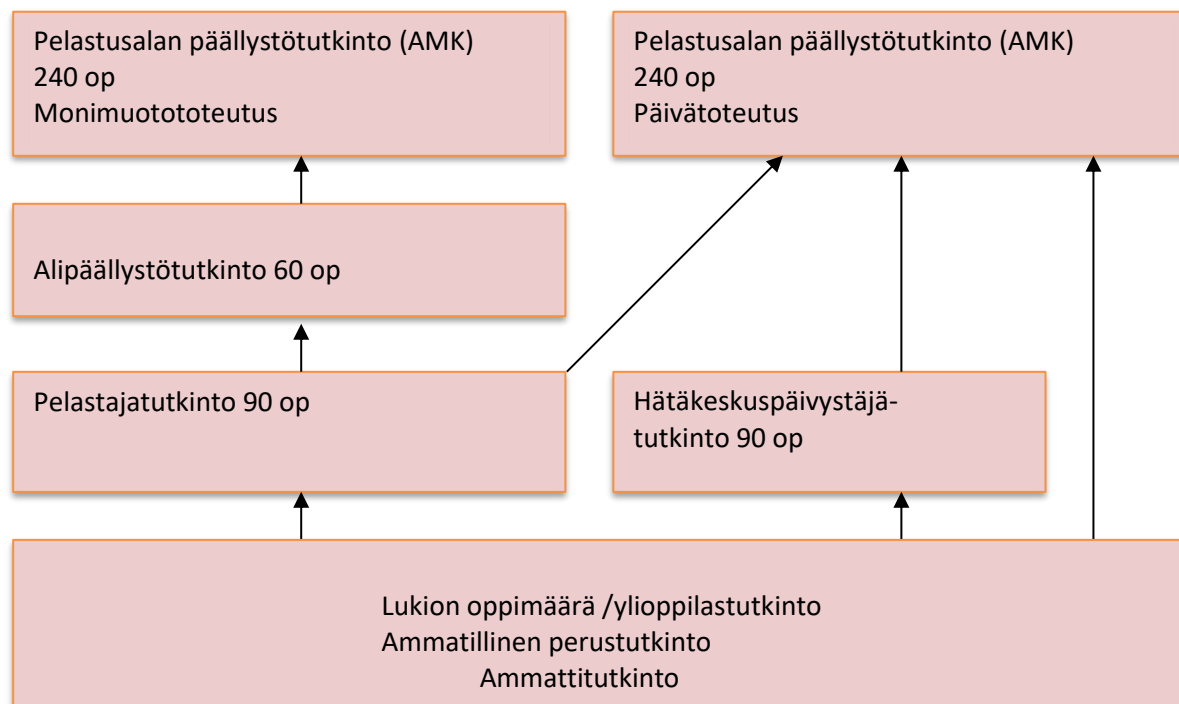 Pelastusalan päällystötutkinto (AMK)
240 op
Monimuotototeutus
Pelastusalan päällystötutkinto (AMK)
240 op
Päivätoteutus
Alipäällystötutkinto 60 op
Pelastajatutkinto 90 op
Hätäkeskuspäivystäjä-
tutkinto 90 op
Lukion oppimäärä /ylioppilastutkinto
Ammatillinen perustutkinto
Ammattitutkinto